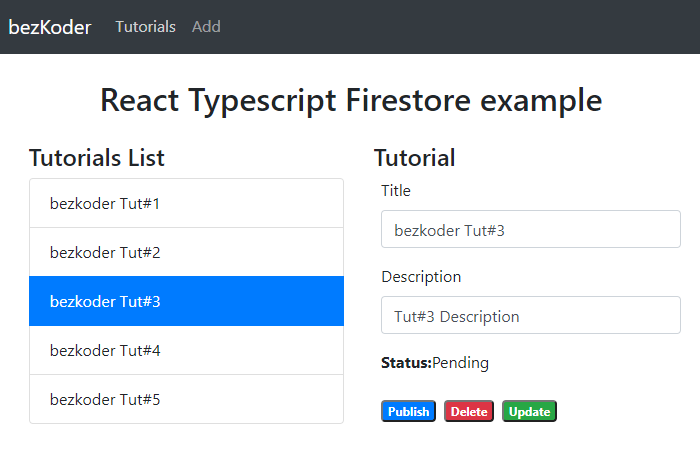 bezKoder Tutorials Add
React Typescript Firestore example
Tutorials List
bezkoder Tut#1
bezkoder Tut#2
bezkoder Tut#3
bezkoder Tut#4
bezkoder Tut#5
Tutorial
Title
bezkoder Tut#3
Description
Tut#3 Description
Status:Pending
Publish Delete Update